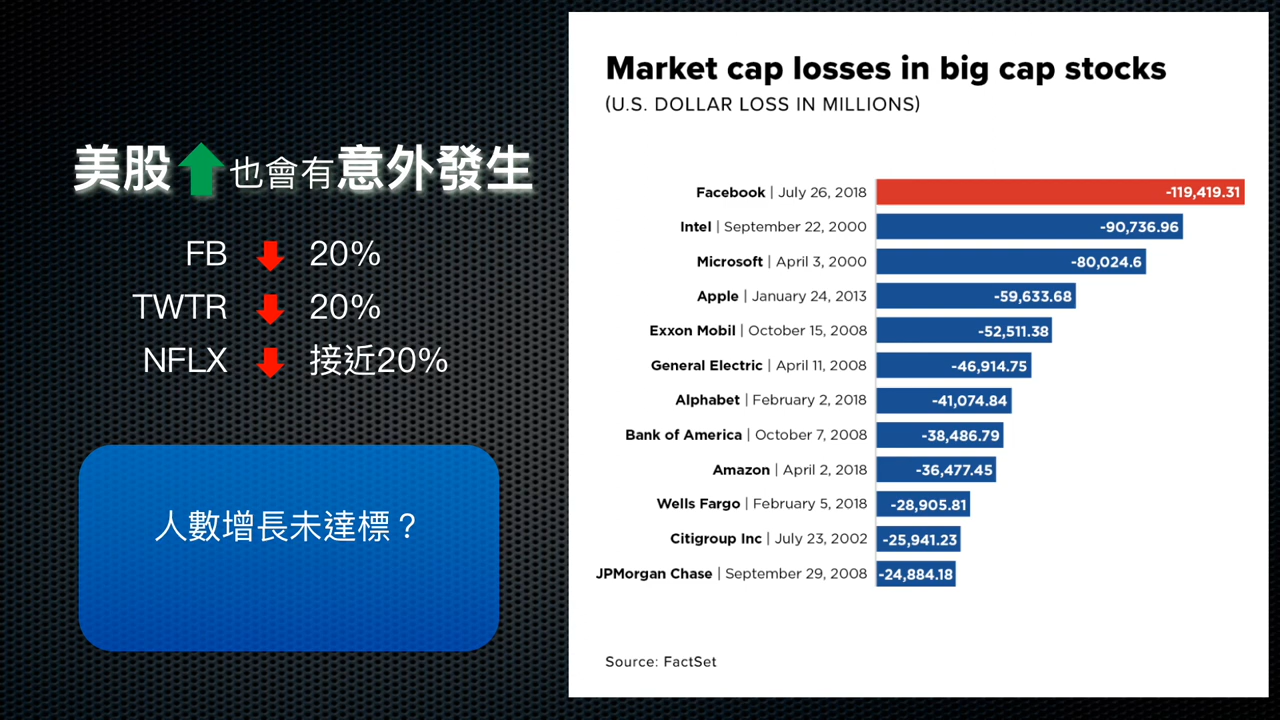 美股 也會有意外發生
FB 20%
TWTR 20%
NFLX 接近20%
人數增長未達標？
Market cap losses in big cap stocks
(U.S. DOLLAR LOSS IN MILLIONS)
Facebook | July 26, 2018 -119,419.31
Intel | September 22, 2000 -90,736.96
Microsoft | April 3, 2000 -80,024.6
Apple | January 24, 2013 -59,633.68
Exxon Mobil | October 15, 2008 -52,511.38
General Electric | April 11, 2008 -46,914.75
Alphabet | February 2, 2018 -41,074.84
Bank of America | October 7, 2008 -38,486.79
Amazon | April 2, 2018 -36,477.45
Wells Fargo | February 5, 2018 -28,905.81
Citigroup Inc | July 23, 2002 -25,941.23
JPMorgan Chase | September 29, 2008 -24,884.18
Source: FactSet